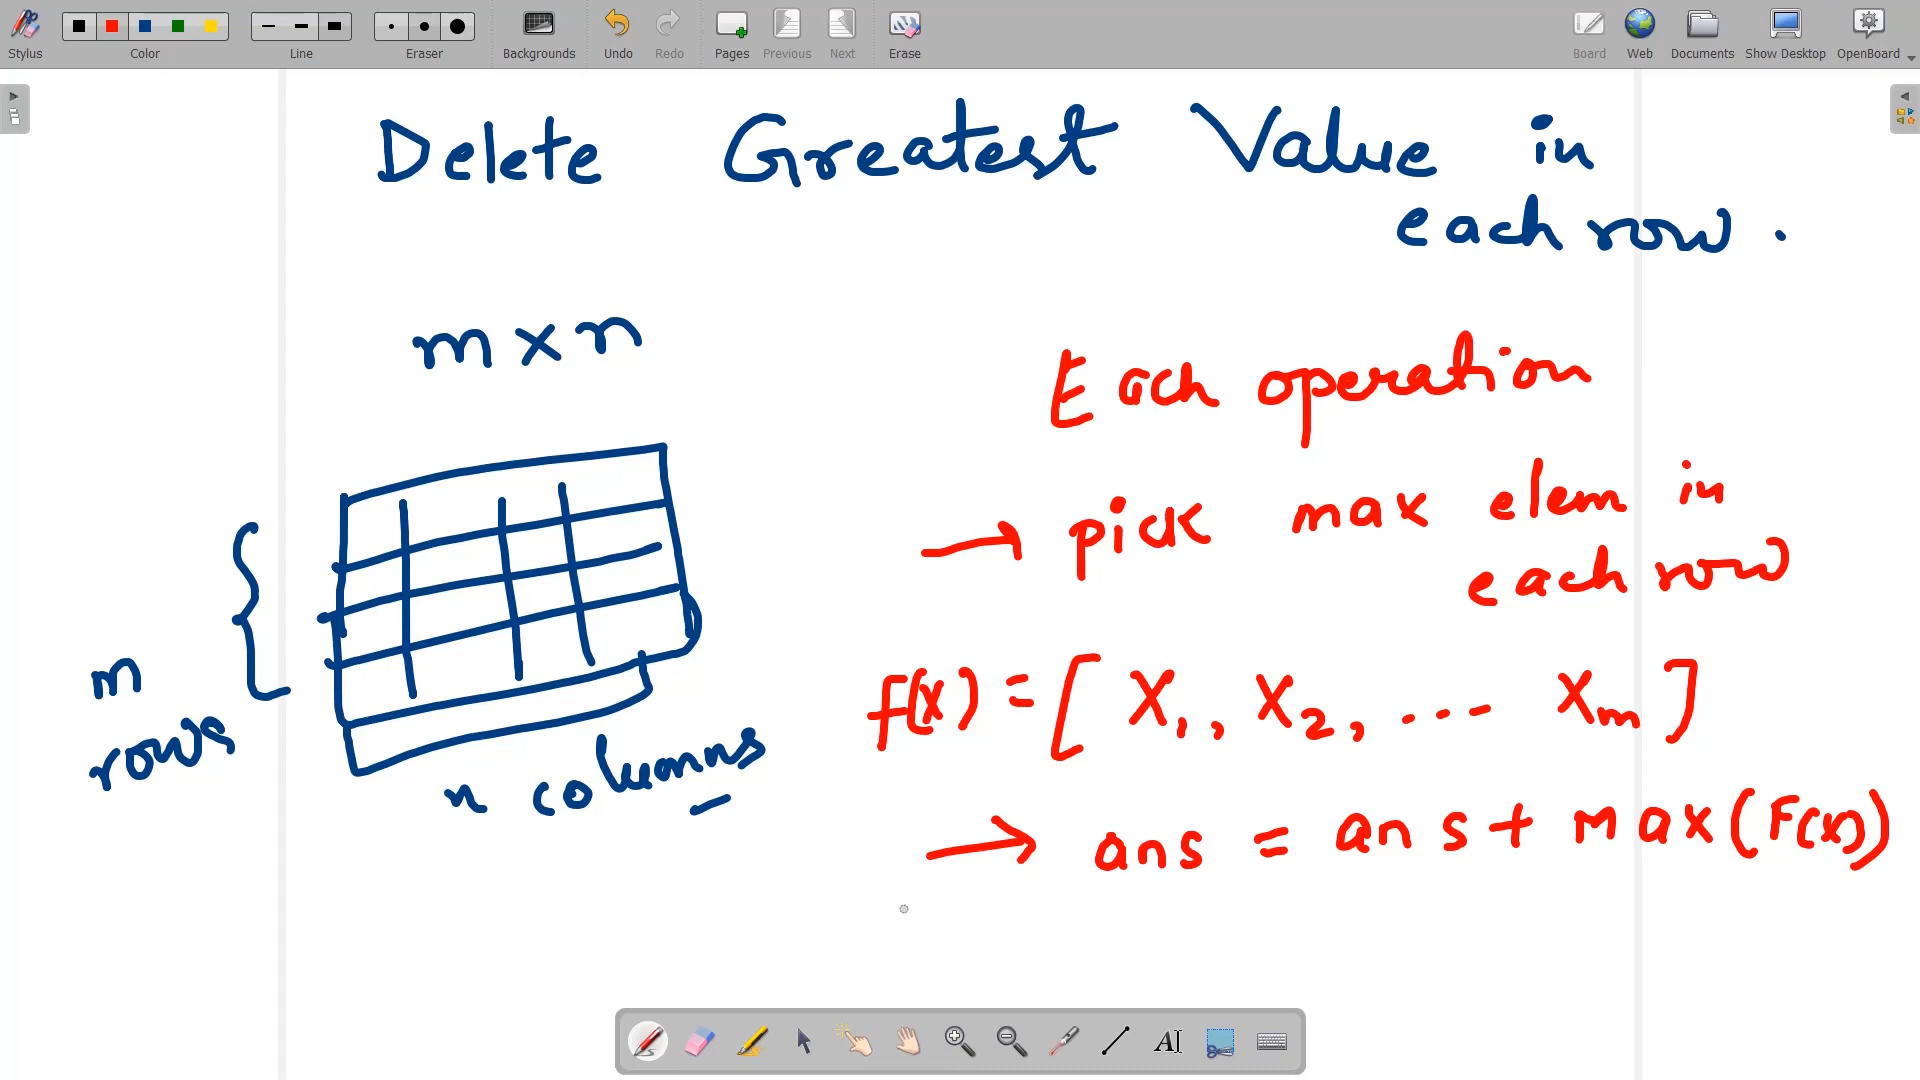 Stylus Color Line Eraser Backgrounds Undo Redo Pages Previous Next Erase Board Web Documents Show Desktop OpenBoard
Delete Greatest Value in
each row.
m x n
Each operation
→ pick max elem in
each row
m
rows
n columns
f(x) = [ X1, X2, ... Xm ]
→ ans = ans + max(F(x))